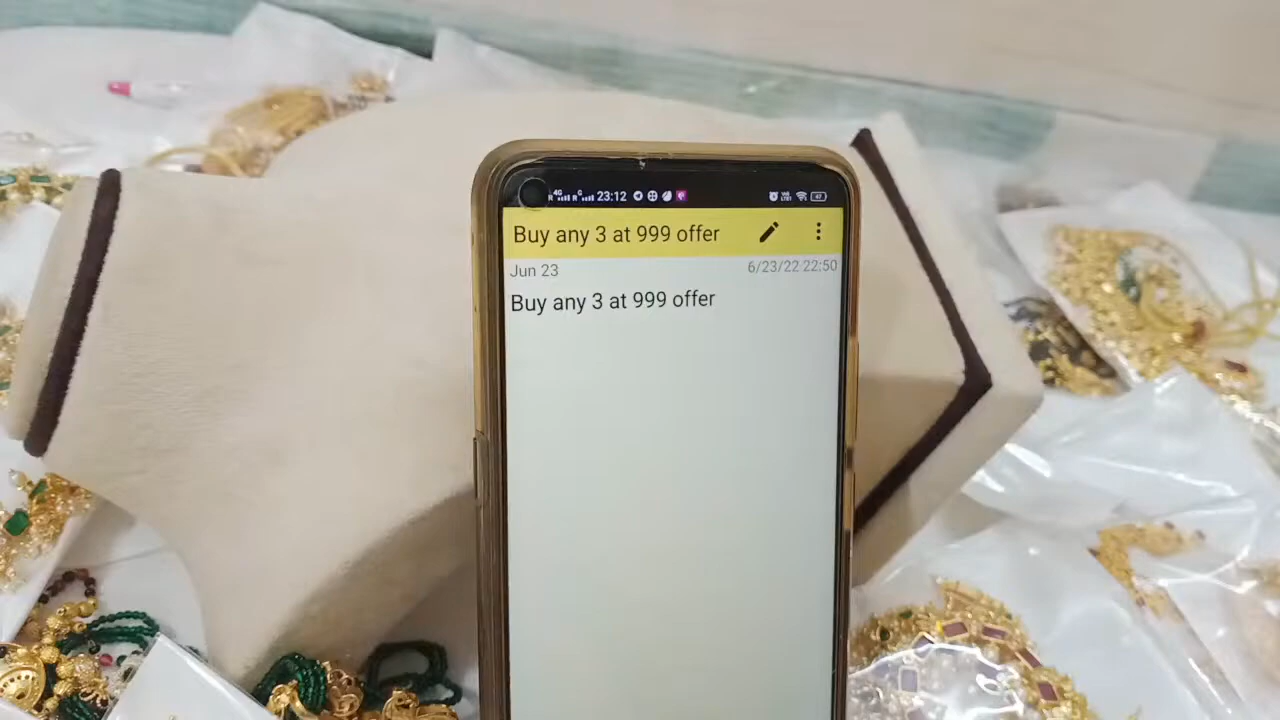 23:12
Buy any 3 at 999 offer
Jun 23
6/23/22 22:50
Buy any 3 at 999 offer